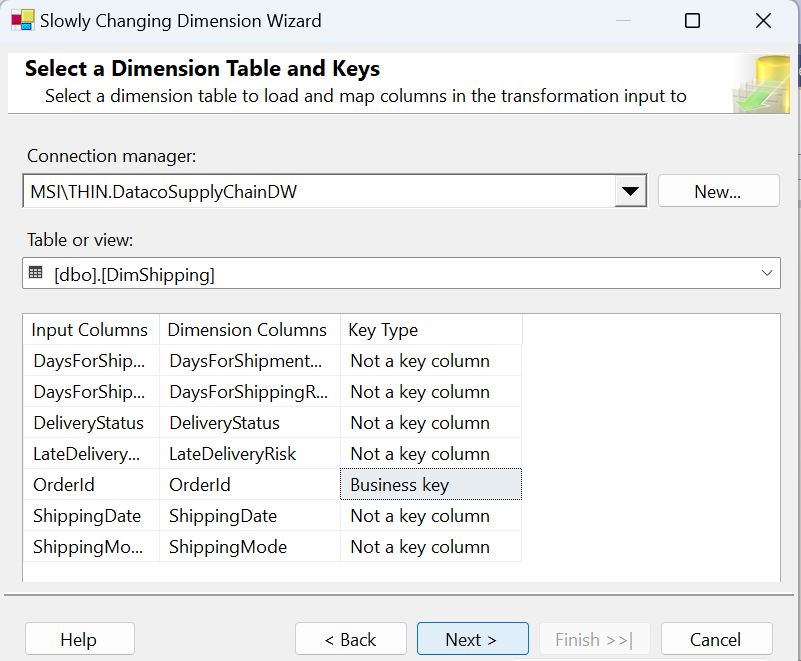 Slowly Changing Dimension Wizard
Select a Dimension Table and Keys
Select a dimension table to load and map columns in the transformation input to
Connection manager:
MSI\THIN.DatacoSupplyChainDW
New...
Table or view:
[dbo].[DimShipping]
Input Columns Dimension Columns Key Type
DaysForShip... DaysForShipment... Not a key column
DaysForShip... DaysForShippingR... Not a key column
DeliveryStatus DeliveryStatus Not a key column
LateDelivery... LateDeliveryRisk Not a key column
OrderId OrderId Business key
ShippingDate ShippingDate Not a key column
ShippingMo... ShippingMode Not a key column
Help < Back Next > Finish >>| Cancel